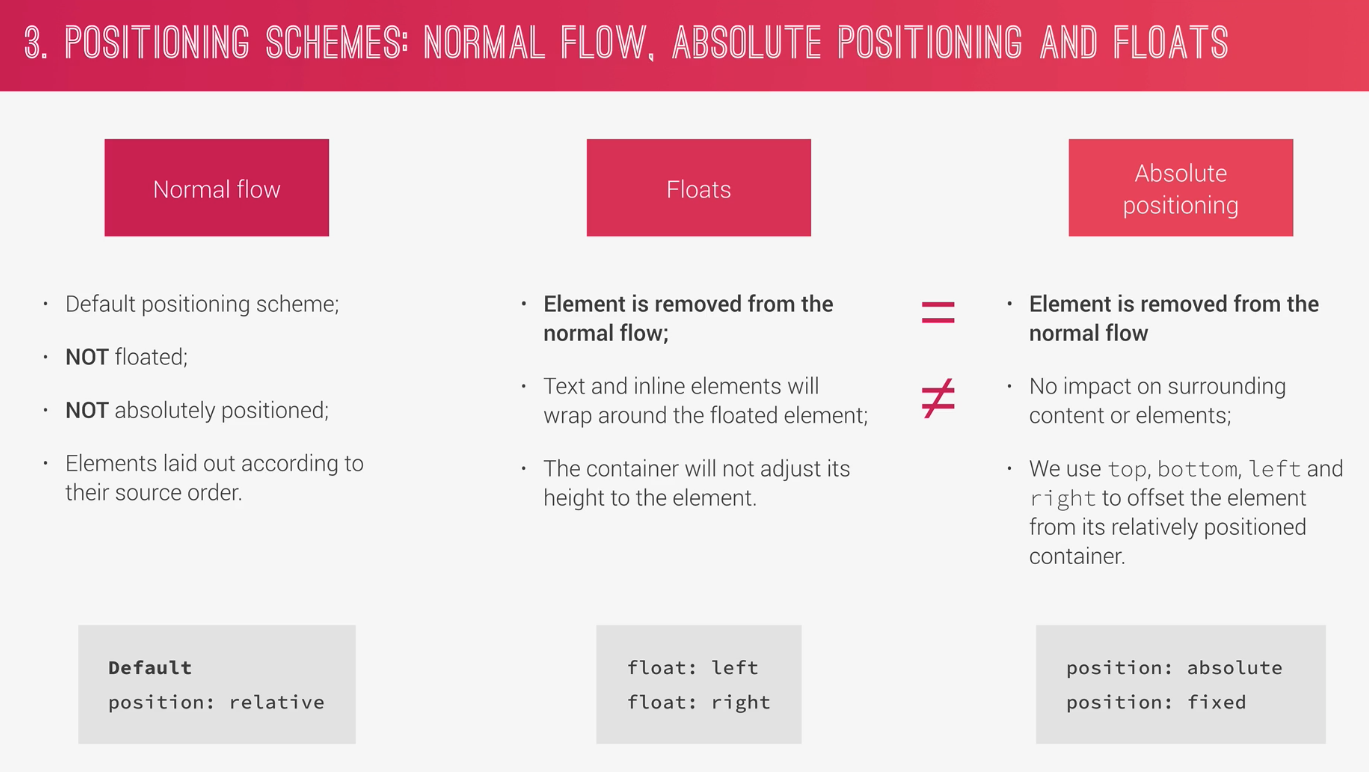 3. POSITIONING SCHEMES: NORMAL FLOW, ABSOLUTE POSITIONING AND FLOATS
Normal flow
• Default positioning scheme;
• NOT floated;
• NOT absolutely positioned;
• Elements laid out according to
their source order.
Default
position: relative
Floats
• Element is removed from the
normal flow;
• Text and inline elements will
wrap around the floated element;
• The container will not adjust its
height to the element.
float: left
float: right
=
≠
Absolute
positioning
• Element is removed from the
normal flow
• No impact on surrounding
content or elements;
• We use top, bottom, left and
right to offset the element
from its relatively positioned
container.
position: absolute
position: fixed